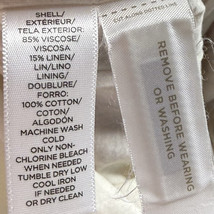 SHELL/
EXTÉRIEUR/
TELA EXTERIOR:
85% VISCOSE/
VISCOSA
15% LINEN/
LIN/LINO
LINING/
DOUBLURE/
FORRO:
100% COTTON/
COTON/
ALGODÓN
MACHINE WASH
COLD
ONLY NON-
CHLORINE BLEACH
WHEN NEEDED
TUMBLE DRY LOW
COOL IRON
IF NEEDED
OR DRY CLEAN
CUT ALONG DOTTED LINE
REMOVE BEFORE WEARING
OR WASHING